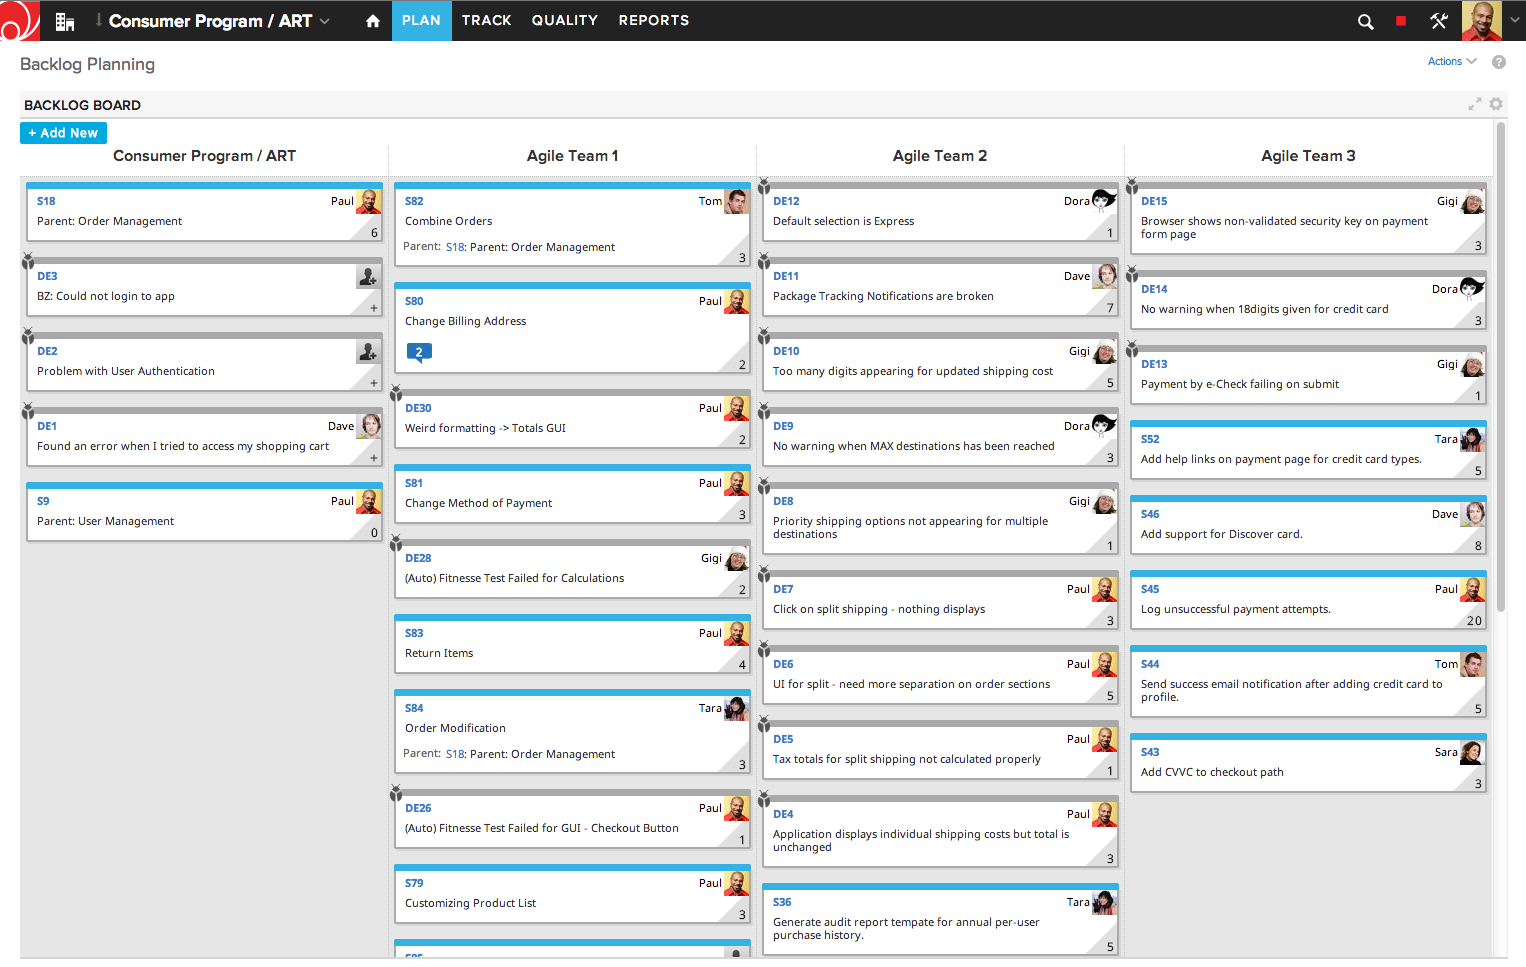 Consumer Program / ART
PLAN
TRACK
QUALITY
REPORTS
Backlog Planning
Actions
?
BACKLOG BOARD
+ Add New
Consumer Program / ART
S18
Paul
Parent: Order Management
6
DE3
BZ: Could not login to app
+
DE2
Problem with User Authentication
+
DE1
Dave
Found an error when I tried to access my shopping cart
+
S9
Paul
Parent: User Management
0
Agile Team 1
S82
Tom
Combine Orders
Parent: S18: Parent: Order Management
3
S80
Paul
Change Billing Address
2
2
DE30
Paul
Weird formatting -> Totals GUI
2
S81
Paul
Change Method of Payment
3
DE28
Gigi
(Auto) Fitnesse Test Failed for Calculations
2
S83
Paul
Return Items
4
S84
Tara
Order Modification
Parent: S18: Parent: Order Management
3
DE26
Paul
(Auto) Fitnesse Test Failed for GUI - Checkout Button
1
S79
Paul
Customizing Product List
3
Agile Team 2
DE12
Dora
Default selection is Express
1
DE11
Dave
Package Tracking Notifications are broken
7
DE10
Gigi
Too many digits appearing for updated shipping cost
5
DE9
Dora
No warning when MAX destinations has been reached
3
DE8
Gigi
Priority shipping options not appearing for multiple
destinations
1
DE7
Paul
Click on split shipping - nothing displays
3
DE6
Paul
UI for split - need more separation on order sections
5
DE5
Paul
Tax totals for split shipping not calculated properly
1
DE4
Paul
Application displays individual shipping costs but total is
unchanged
3
S36
Tara
Generate audit report tempate for annual per-user
purchase history.
5
Agile Team 3
DE15
Gigi
Browser shows non-validated security key on payment
form page
3
DE14
Dora
No warning when 18digits given for credit card
3
DE13
Gigi
Payment by e-Check failing on submit
1
S52
Tara
Add help links on payment page for credit card types.
5
S46
Dave
Add support for Discover card.
8
S45
Paul
Log unsuccessful payment attempts.
20
S44
Tom
Send success email notification after adding credit card to
profile.
5
S43
Sara
Add CVVC to checkout path
3